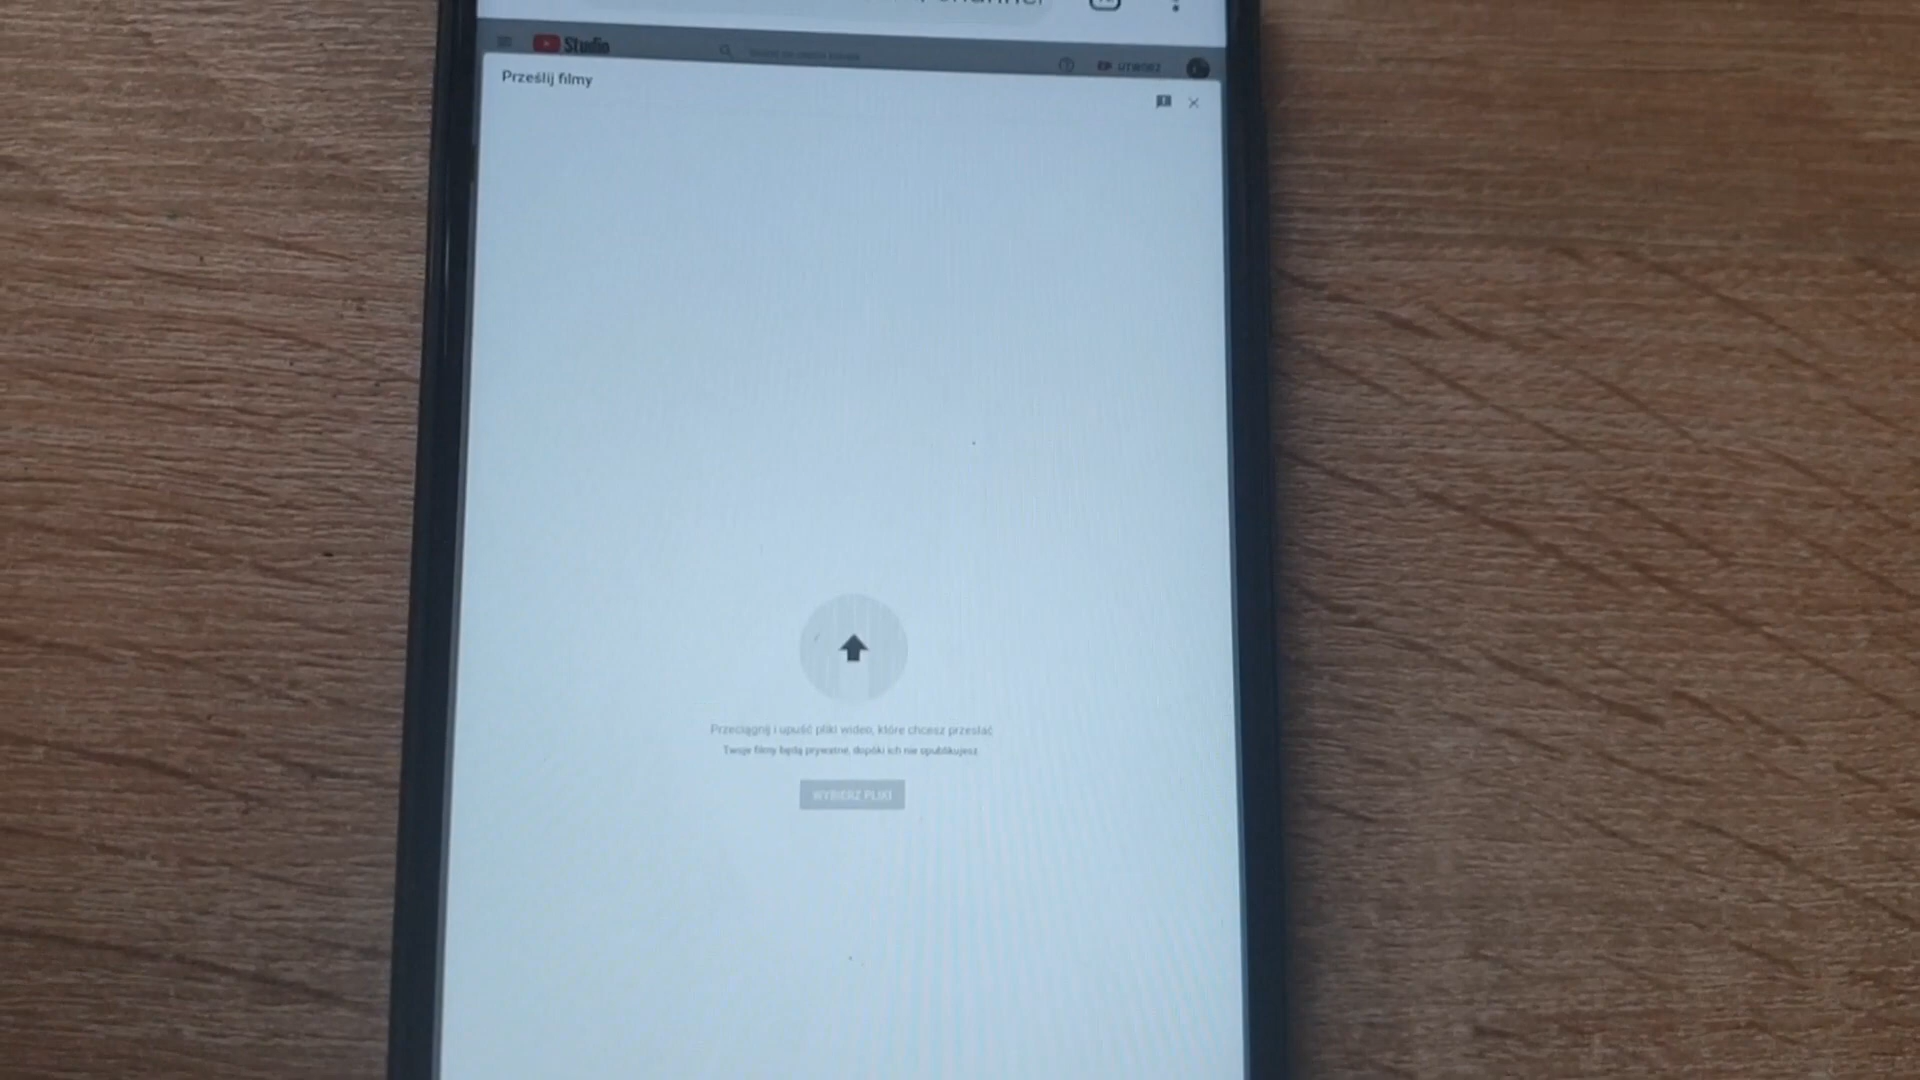 Studio
UTWÓRZ
Prześlij filmy
Przeciągnij i upuść pliki wideo, które chcesz przesłać
Twoje filmy będą prywatne, dopóki ich nie opublikujesz.
WYBIERZ PLIKI